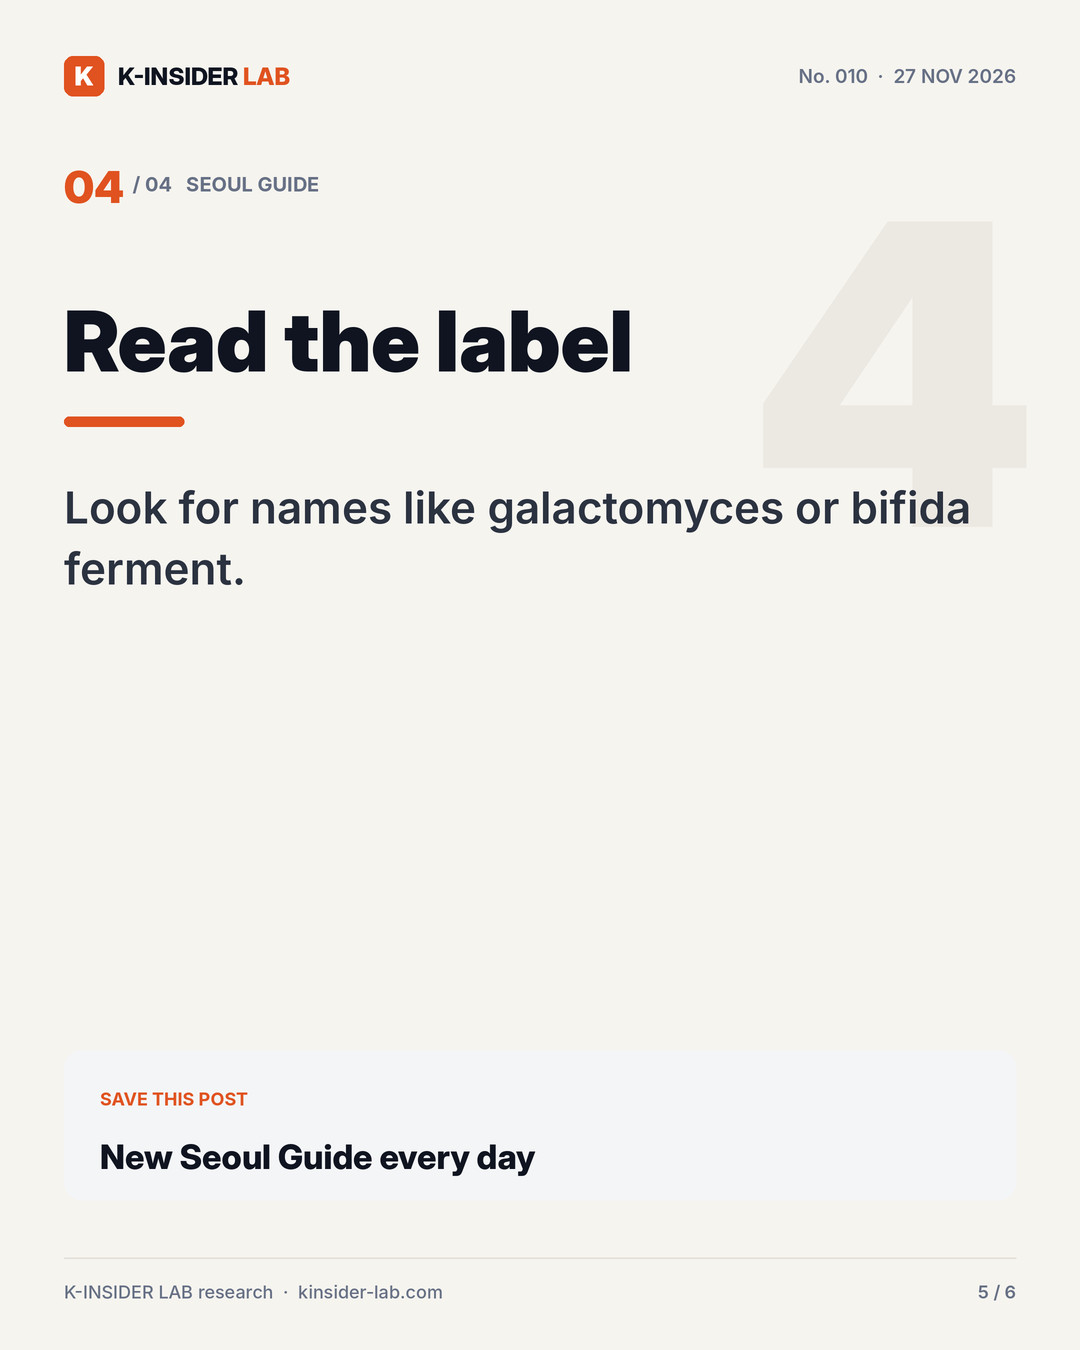 K K-INSIDER LAB
No. 010 · 27 NOV 2026
04 / 04 SEOUL GUIDE
4
Read the label
Look for names like galactomyces or bifida
ferment.
SAVE THIS POST
New Seoul Guide every day
K-INSIDER LAB research · kinsider-lab.com
5 / 6